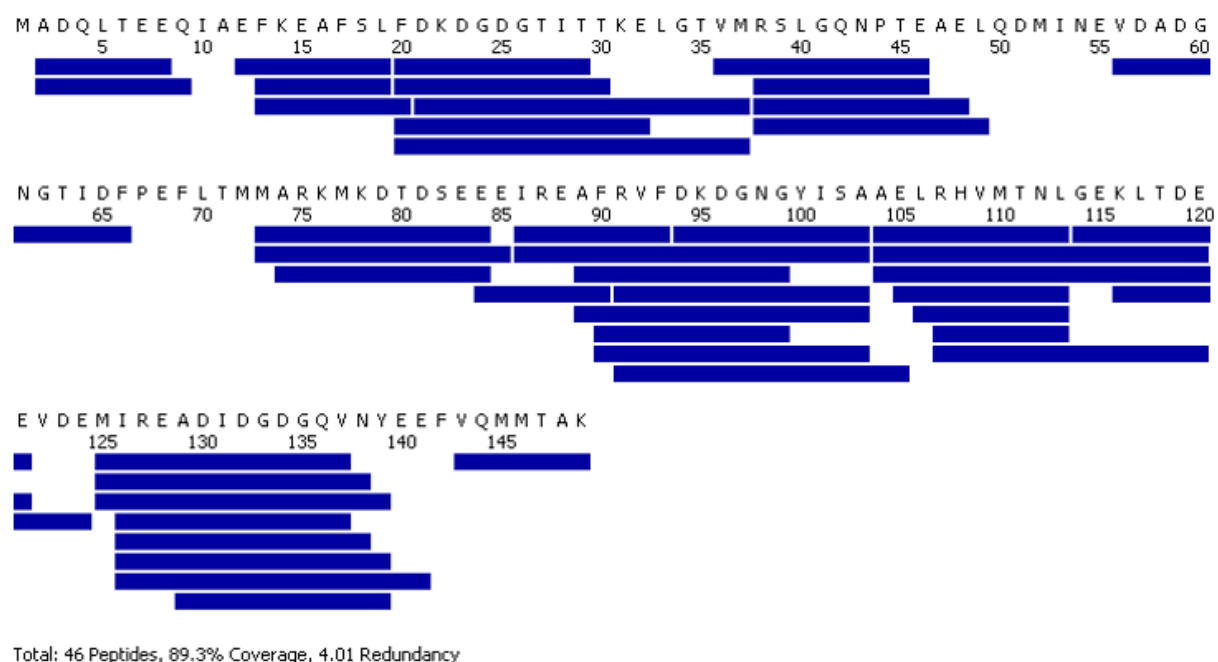 M A D Q L T E E Q I A E F K E A F S L F D K D G D G T I T T K E L G T V M R S L G Q N P T E A E L Q D M I N E V D A D G
5 10 15 20 25 30 35 40 45 50 55 60
N G T I D F P E F L T M M A R K M K D T D S E E E I R E A F R V F D K D G N G Y I S A A E L R H V M T N L G E K L T D E
65 70 75 80 85 90 95 100 105 110 115 120
E V D E M I R E A D I D G D G Q V N Y E E F V Q M M T A K
125 130 135 140 145
Total: 46 Peptides, 89.3% Coverage, 4.01 Redundancy